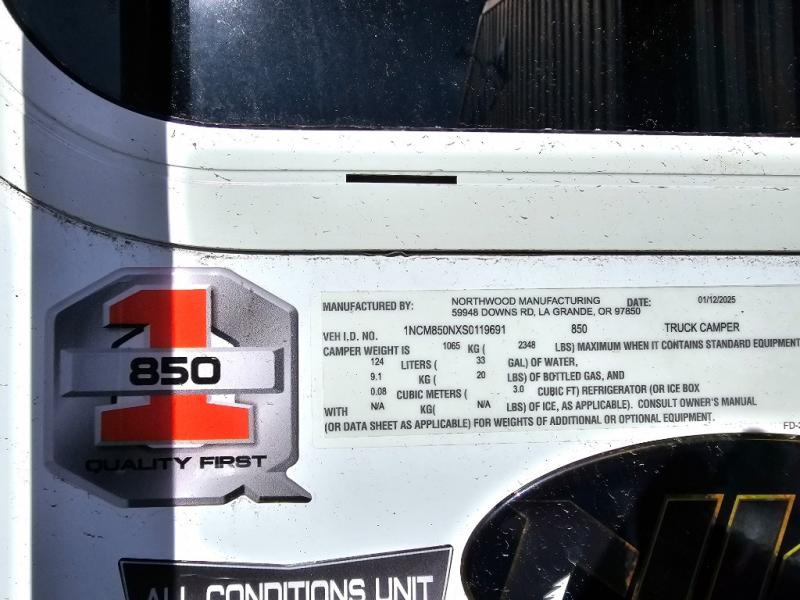 1
850
QUALITY FIRST
MANUFACTURED BY: NORTHWOOD MANUFACTURING DATE: 01/12/2025
59948 DOWNS RD, LA GRANDE, OR 97850
VEH I.D. NO. 1NCM850NXS0119691 850 TRUCK CAMPER
CAMPER WEIGHT IS 1065 KG ( 2348 LBS) MAXIMUM WHEN IT CONTAINS STANDARD EQUIPMENT
124 LITERS ( 33 GAL) OF WATER,
9.1 KG ( 20 LBS) OF BOTTLED GAS, AND
0.08 CUBIC METERS ( 3.0 CUBIC FT) REFRIGERATOR (OR ICE BOX
WITH N/A KG( N/A LBS) OF ICE, AS APPLICABLE). CONSULT OWNER'S MANUAL
(OR DATA SHEET AS APPLICABLE) FOR WEIGHTS OF ADDITIONAL OR OPTIONAL EQUIPMENT.
ALL CONDITIONS UNIT